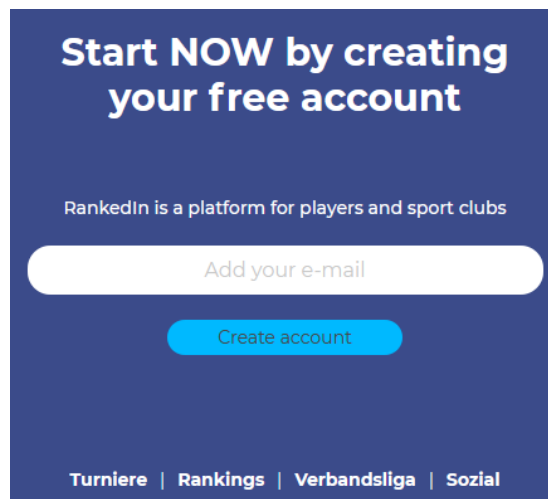 Start NOW by creating
your free account
RankedIn is a platform for players and sport clubs
Add your e-mail
Create account
Turniere | Rankings | Verbandsliga | Sozial